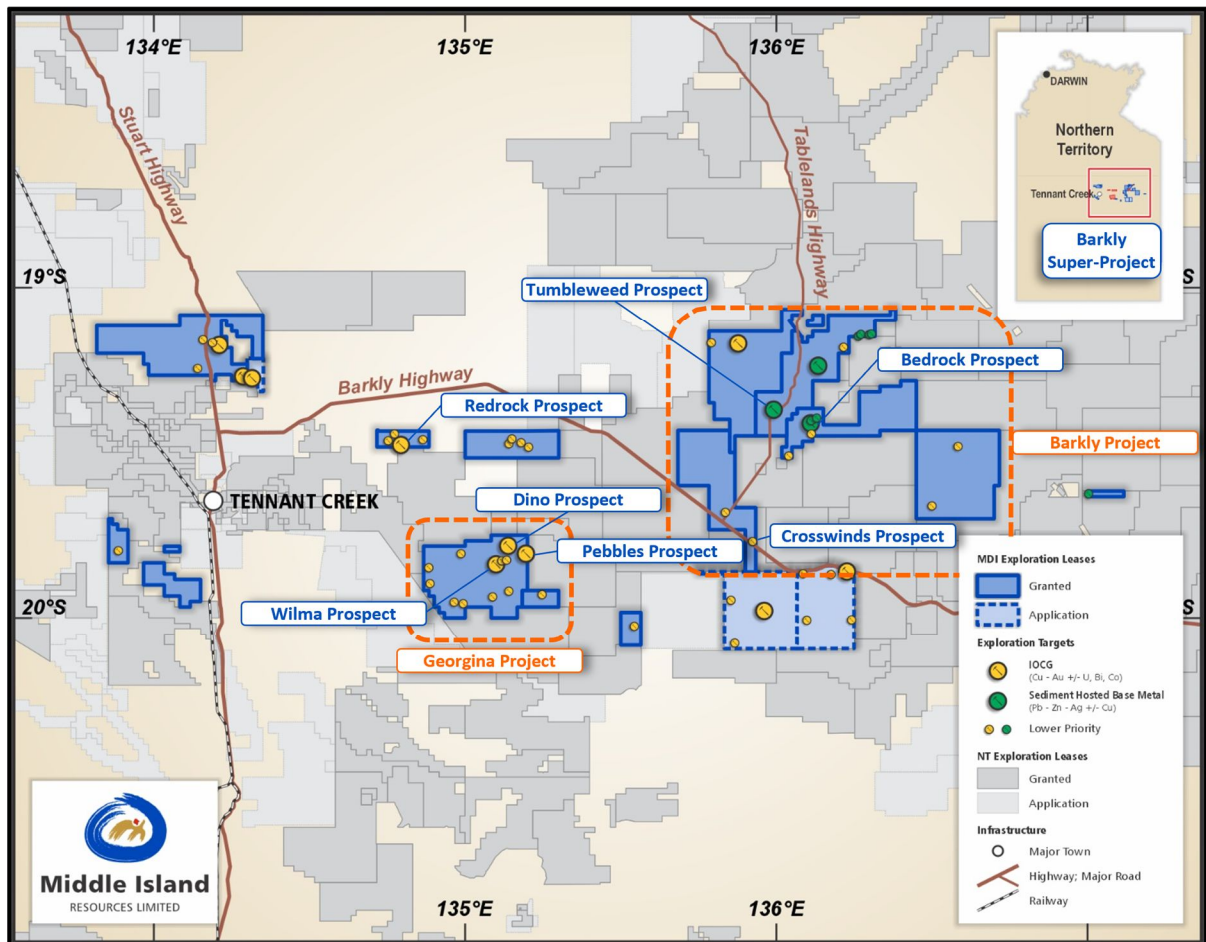 134°E
135°E
136°E
DARWIN
Northern
Territory
Tennant Creek
Barkly
Super-Project
Stuart Highway
Tablelands Highway
19°S
°S
Tumbleweed Prospect
Bedrock Prospect
Barkly Highway
Redrock Prospect
Barkly Project
TENNANT CREEK
Dino Prospect
Crosswinds Prospect
Pebbles Prospect
Wilma Prospect
20°S
°S
Georgina Project
MDI Exploration Leases
Granted
Application
Exploration Targets
IOCG
(Cu - Au +/- U, Bi, Co)
Sediment Hosted Base Metal
(Pb - Zn - Ag +/- Cu)
Lower Priority
NT Exploration Leases
Granted
Application
Infrastructure
Major Town
Highway; Major Road
Railway
Middle Island
RESOURCES LIMITED
135°E
136°E